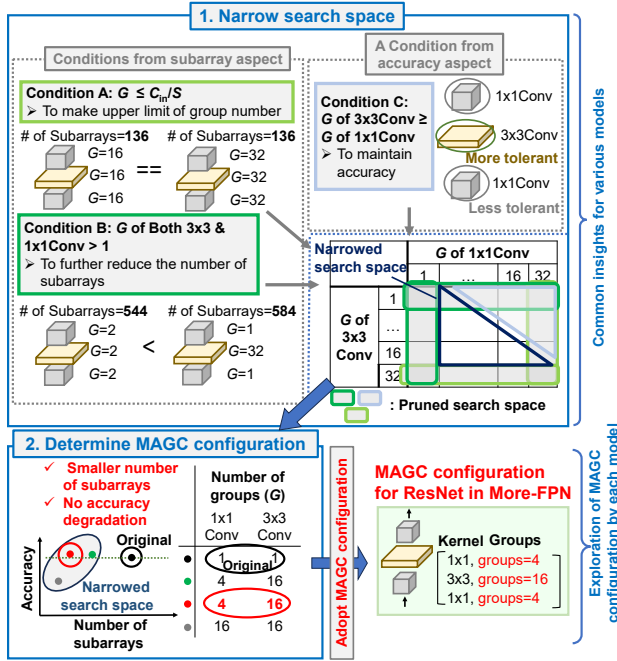 1. Narrow search space
Conditions from subarray aspect
Condition A: G ≤ Cin/S
➢ To make upper limit of group number
# of Subarrays=136
# of Subarrays=136
G=16
G=16
G=16
==
G=32
G=32
G=32
Condition B: G of Both 3x3 &
1x1Conv > 1
➢ To further reduce the number of
subarrays
# of Subarrays=544
# of Subarrays=584
G=2
G=2
G=2
<
G=1
G=32
G=1
A Condition from
accuracy aspect
Condition C:
G of 3x3Conv ≥
G of 1x1Conv
➢ To maintain
accuracy
1x1Conv
3x3Conv
More tolerant
1x1Conv
Less tolerant
Narrowed
search space
G of 1x1Conv
1 ... 16 32
G of
3x3
Conv
1
...
16
32
: Pruned search space
Common insights for various models
2. Determine MAGC configuration
✓ Smaller number
of subarrays
✓ No accuracy
degradation
Original
Accuracy
Narrowed
search space
Number of
subarrays
Number of
groups (G)
1x1 3x3
Conv Conv
1 1
Original
4 16
4 16
16 16
Adopt MAGC configuration
MAGC configuration
for ResNet in More-FPN
Kernel Groups
1x1, groups=4
3x3, groups=16
1x1, groups=4
Exploration of MAGC
configuration by each model